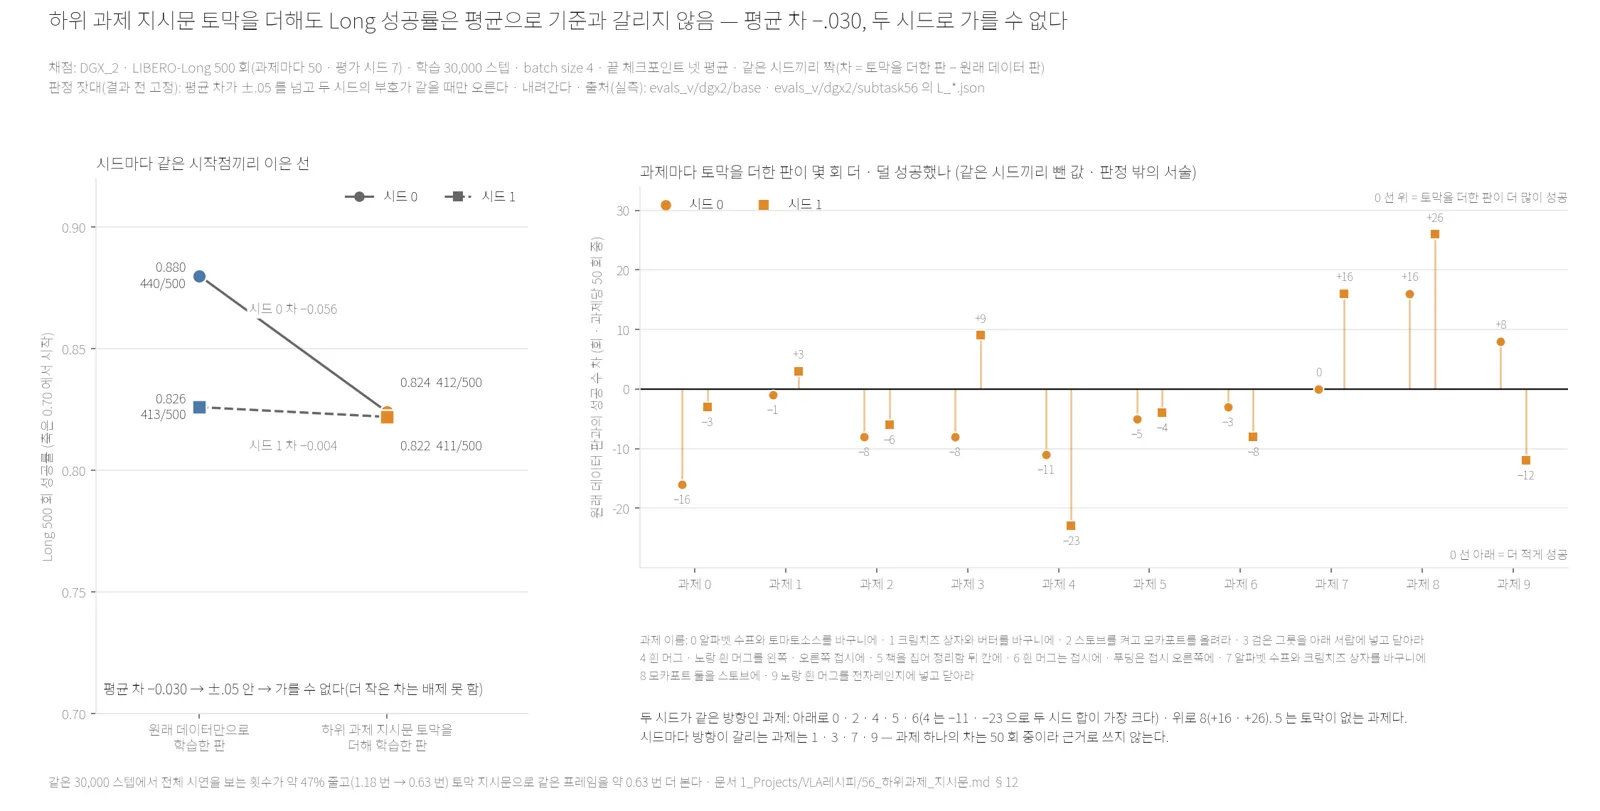 하위 과제 지시문 토막을 더해도 Long 성공률은 평균으로 기준과 갈리지 않음 — 평균 차 −.030, 두 시드로 가를 수 없다
채점: DGX_2 · LIBERO-Long 500 회(과제마다 50 · 평가 시드 7) · 학습 30,000 스텝 · batch size 4 · 끝 체크포인트 넷 평균 · 같은 시드끼리 짝(차 = 토막을 더한 판 − 원래 데이터 판)
판정 잣대(결과 전 고정): 평균 차가 ±.05 를 넘고 두 시드의 부호가 같을 때만 오른다 · 내려간다 · 출처(실측): evals_v/dgx2/base · evals_v/dgx2/subtask56 의 L_*.json
시드마다 같은 시작점끼리 이은 선
시드 0
시드 1
Long 500 회 성공률 (축은 0.70 에서 시작)
0.90
0.85
0.80
0.75
0.70
0.880
440/500
시드 0 차 −0.056
0.826
413/500
시드 1 차 −0.004
0.824 412/500
0.822 411/500
평균 차 −0.030 → ±.05 안 → 가를 수 없다(더 작은 차는 배제 못 함)
원래 데이터만으로
학습한 판
하위 과제 지시문 토막을
더해 학습한 판
과제마다 토막을 더한 판이 몇 회 더 · 덜 성공했나 (같은 시드끼리 뺀 값 · 판정 밖의 서술)
시드 0
시드 1
0 선 위 = 토막을 더한 판이 더 많이 성공
원래 데이터 판과의 성공 수 차 (회 · 과제당 50 회 중)
30
20
10
0
-10
-20
−16
−3
−1
+3
−8
−6
−8
+9
−11
−23
−5
−4
−3
−8
0
+16
+16
+26
+8
−12
0 선 아래 = 더 적게 성공
과제 0
과제 1
과제 2
과제 3
과제 4
과제 5
과제 6
과제 7
과제 8
과제 9
과제 이름: 0 알파벳 수프와 토마토소스를 바구니에 · 1 크림치즈 상자와 버터를 바구니에 · 2 스토브를 켜고 모카포트를 올려라 · 3 검은 그릇을 아래 서랍에 넣고 닫아라
4 흰 머그 · 노랑 흰 머그를 왼쪽 · 오른쪽 접시에 · 5 책을 집어 정리함 뒤 칸에 · 6 흰 머그는 접시에 · 푸딩은 접시 오른쪽에 · 7 알파벳 수프와 크림치즈 상자를 바구니에
8 모카포트 둘을 스토브에 · 9 노랑 흰 머그를 전자레인지에 넣고 닫아라
두 시드가 같은 방향인 과제: 아래로 0 · 2 · 4 · 5 · 6(4 는 −11 · −23 으로 두 시드 합이 가장 크다) · 위로 8(+16 · +26). 5 는 토막이 없는 과제다.
시드마다 방향이 갈리는 과제는 1 · 3 · 7 · 9 — 과제 하나의 차는 50 회 중이라 근거로 쓰지 않는다.
같은 30,000 스텝에서 전체 시연을 보는 횟수가 약 47% 줄고(1.18 번 → 0.63 번) 토막 지시문으로 같은 프레임을 약 0.63 번 더 본다 · 문서 1_Projects/VLA레시피/56_하위과제_지시문.md § 12